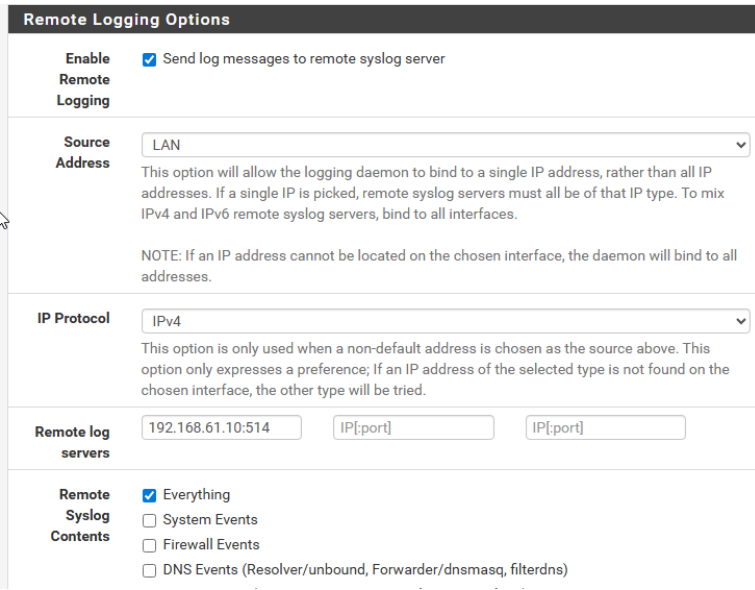 Remote Logging Options
Enable Remote Logging
Send log messages to remote syslog server
Source Address
LAN
This option will allow the logging daemon to bind to a single IP address, rather than all IP
addresses. If a single IP is picked, remote syslog servers must all be of that IP type. To mix
IPv4 and IPv6 remote syslog servers, bind to all interfaces.
NOTE: If an IP address cannot be located on the chosen interface, the daemon will bind to all
addresses.
IP Protocol
IPv4
This option is only used when a non-default address is chosen as the source above. This
option only expresses a preference; If an IP address of the selected type is not found on the
chosen interface, the other type will be tried.
Remote log servers
192.168.61.10:514 IP[:port] IP[:port]
Remote Syslog Contents
Everything
System Events
Firewall Events
DNS Events (Resolver/unbound, Forwarder/dnsmasq, filterdns)